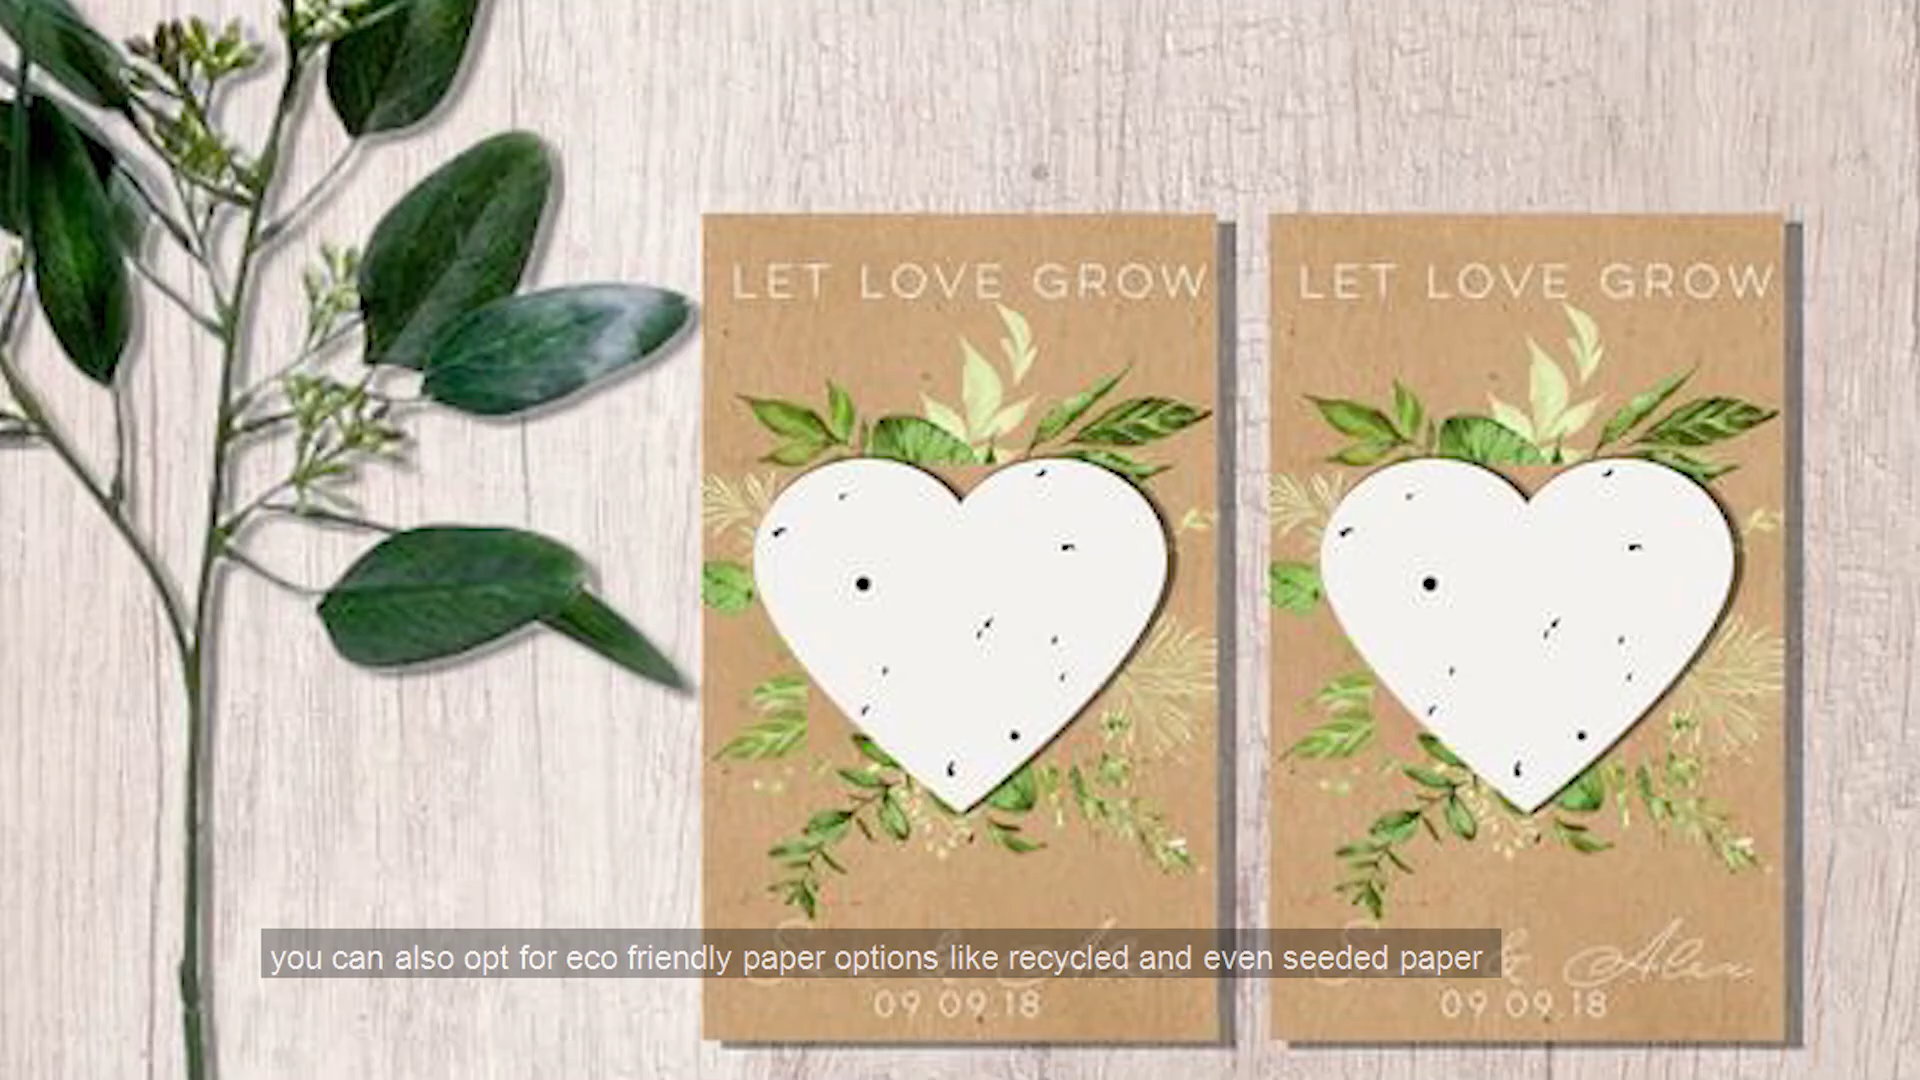 LET LOVE GROW
LET LOVE GROW
you can also opt for eco friendly paper options like recycled and even seeded paper
& Alan
09.09.18
09.09.18